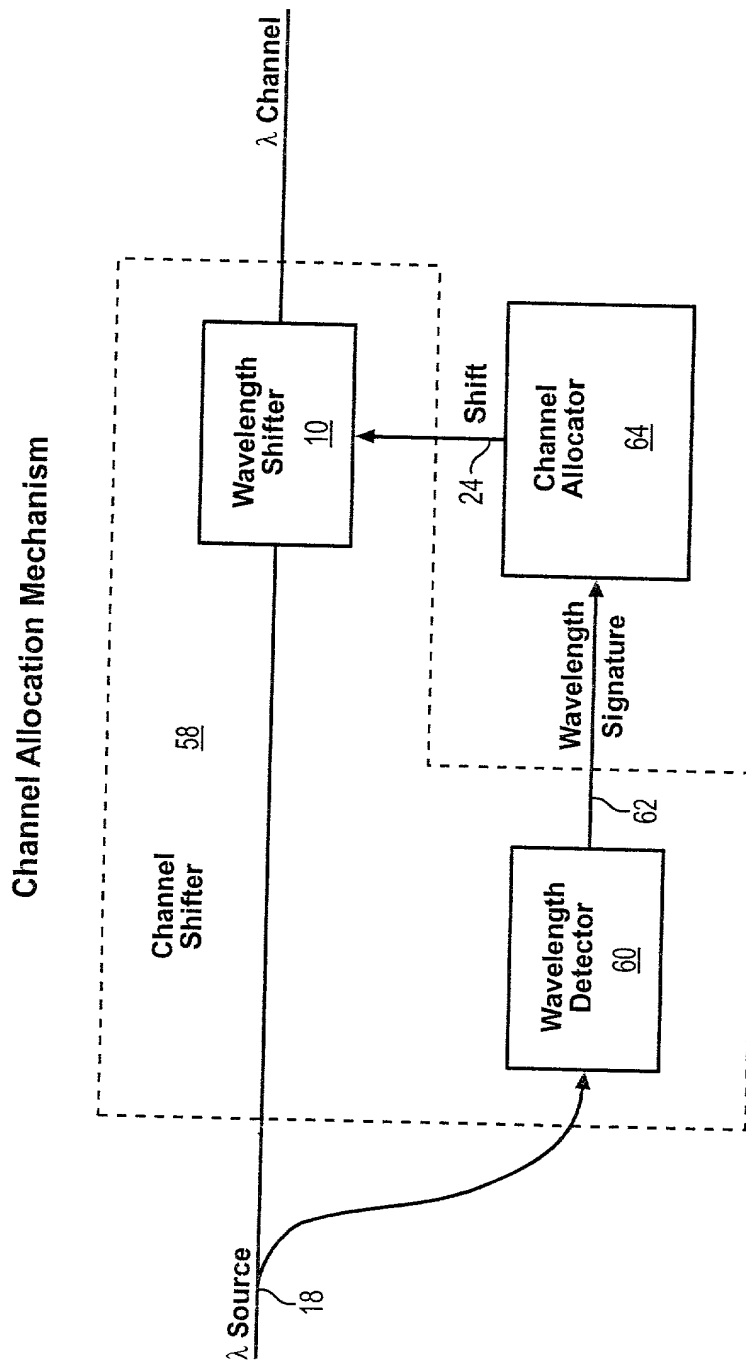 Channel Allocation Mechanism
Channel
Shifter
58
Wavelength
Shifter
10
λ Channel
λ Source
18
Shift
24
Wavelength
Detector
60
Wavelength
Signature
62
Channel
Allocator
64